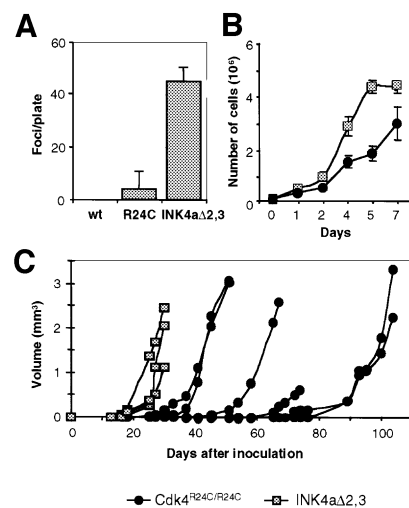 A
60
40
20
0
Foci/plate
wt R24C INK4aΔ2,3
B
6
4
2
0
Number of cells (10⁶)
0 1 2 4 5 7
Days
C
3
2
1
0
Volume (mm³)
0 20 40 60 80 100
Days after inoculation
Cdk4R24C/R24C INK4aΔ2,3